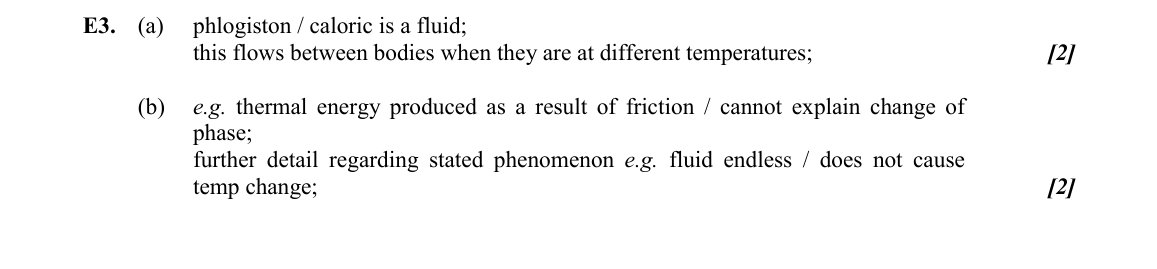 E3. (a) phlogiston / caloric is a fluid;
this flows between bodies when they are at different temperatures; [2]
(b) e.g. thermal energy produced as a result of friction / cannot explain change of
phase;
further detail regarding stated phenomenon e.g. fluid endless / does not cause
temp change; [2]